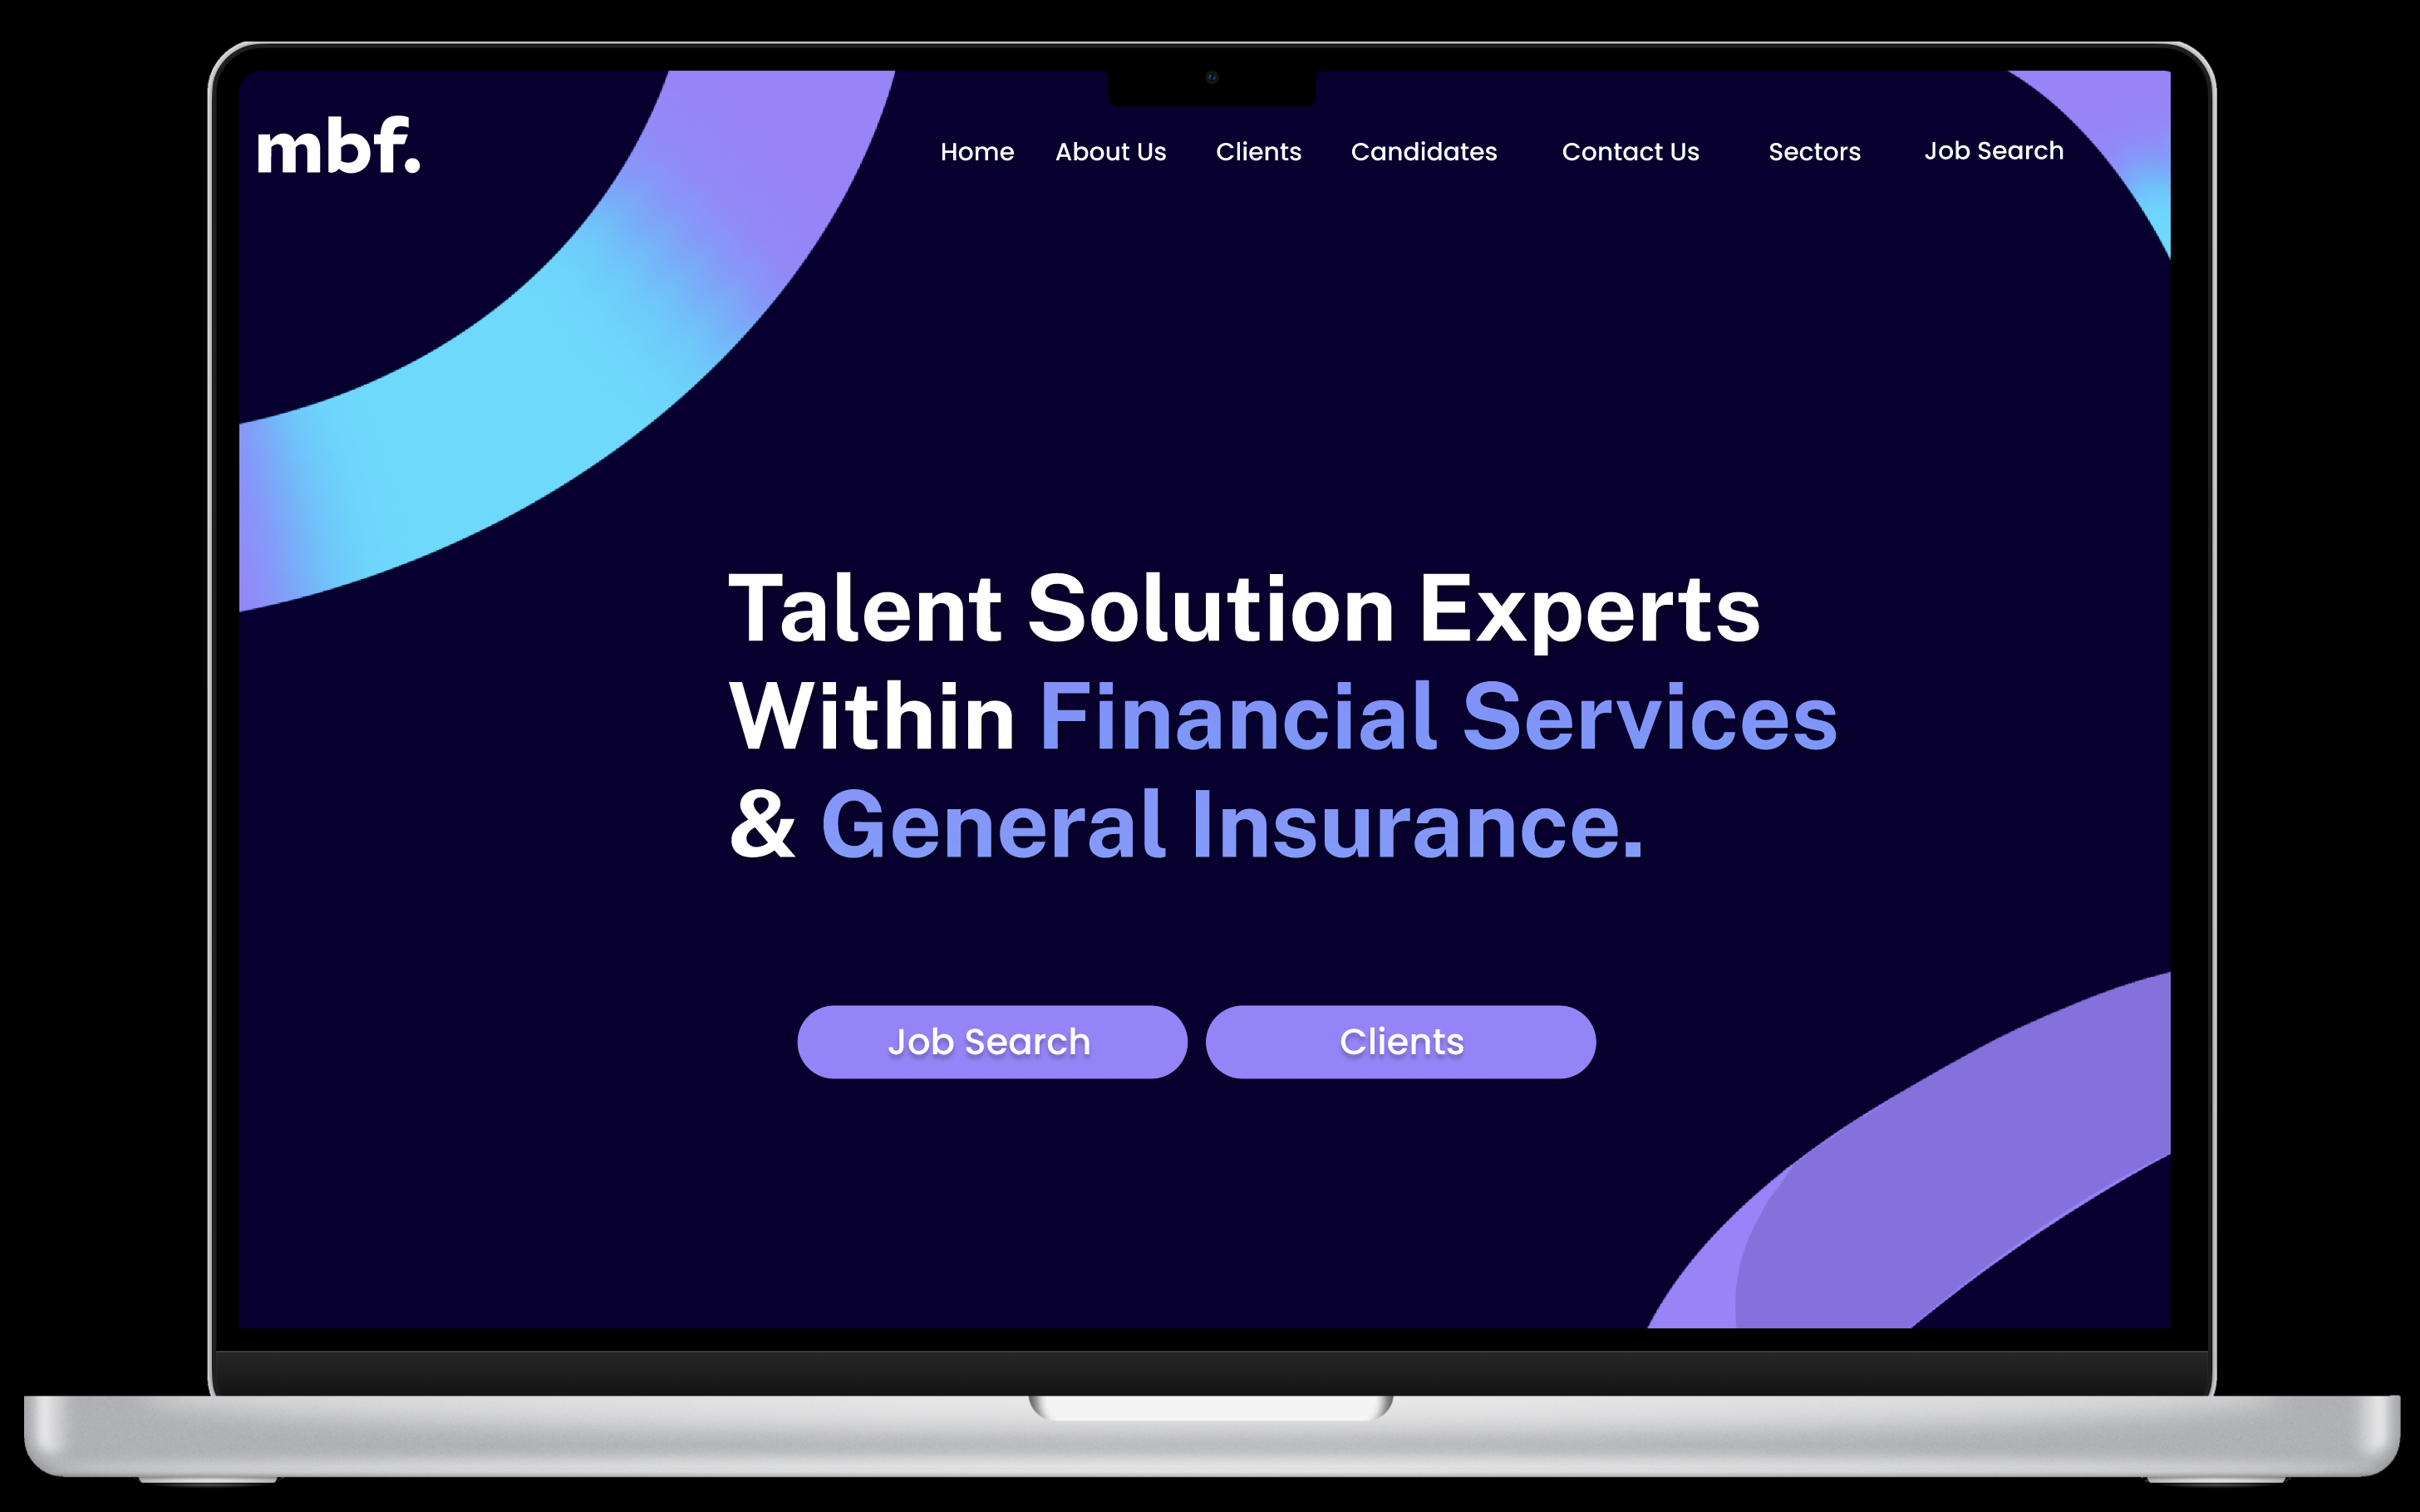 mbf.
Home About Us Clients Candidates Contact Us Sectors Job Search
Talent Solution Experts
Within Financial Services
& General Insurance.
Job Search Clients